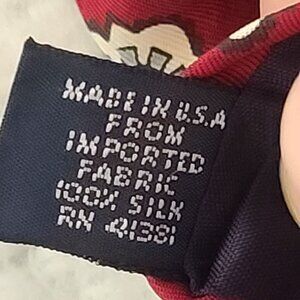 MADE IN U.S.A
FROM
IMPORTED
FABRIC
100% SILK
RN 41381